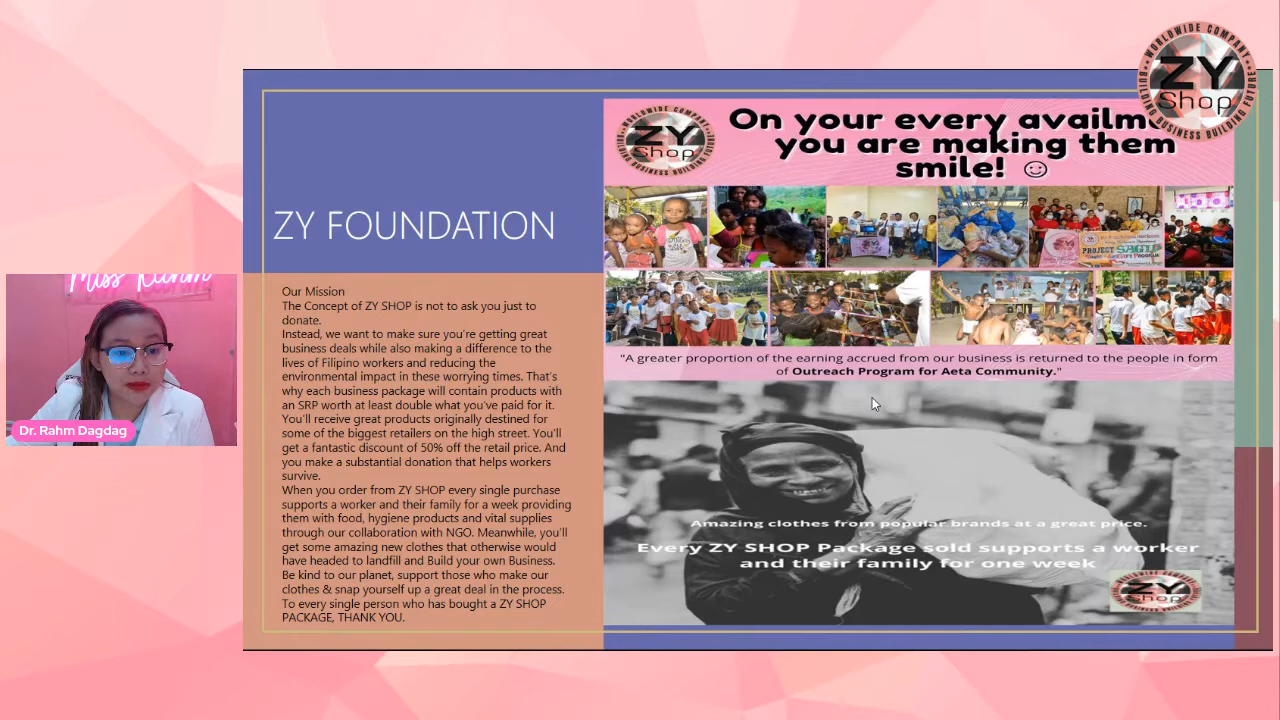 WORLDWIDE COMPANY
ZY
Shop
BUILDING BUSINESS BUILDING FUTURE
WORLDWIDE COMPANY
ZY
Shop
BUILDING BUSINESS BUILDING FUTURE
On your every availm
you are making them
smile! ☺
ZY FOUNDATION
PROJECT
Miss Rahm
Dr. Rahm Dagdag
Our Mission
The Concept of ZY SHOP is not to ask you just to
donate.
Instead, we want to make sure you're getting great
business deals while also making a difference to the
lives of Filipino workers and reducing the
environmental impact in these worrying times. That's
why each business package will contain products with
an SRP worth at least double what you've paid for it.
You'll receive great products originally destined for
some of the biggest retailers on the high street. You'll
get a fantastic discount of 50% off the retail price. And
you make a substantial donation that helps workers
survive.
When you order from ZY SHOP every single purchase
supports a worker and their family for a week providing
them with food, hygiene products and vital supplies
through our collaboration with NGO. Meanwhile, you'll
get some amazing new clothes that otherwise would
have headed to landfill and Build your own Business.
Be kind to our planet, support those who make our
clothes & snap yourself up a great deal in the process.
To every single person who has bought a ZY SHOP
PACKAGE, THANK YOU.
"A greater proportion of the earning accrued from our business is returned to the people in form
of Outreach Program for Aeta Community."
Amazing clothes from popular brands at a great price.
Every ZY SHOP Package sold supports a worker
and their family for one week
ZY
Shop